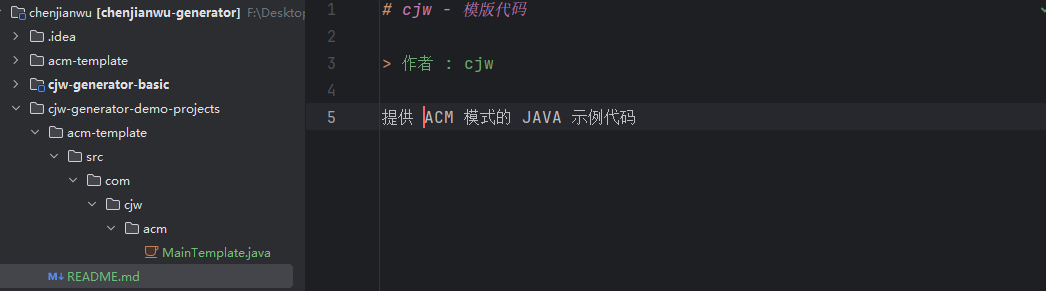 chenjianwu [chenjianwu-generator] F:\Desktop
.idea
acm-template
cjw-generator-basic
cjw-generator-demo-projects
acm-template
src
com
cjw
acm
MainTemplate.java
README.md
1 # cjw - 模版代码
2
3 > 作者 : cjw
4
5 提供 ACM 模式的 JAVA 示例代码